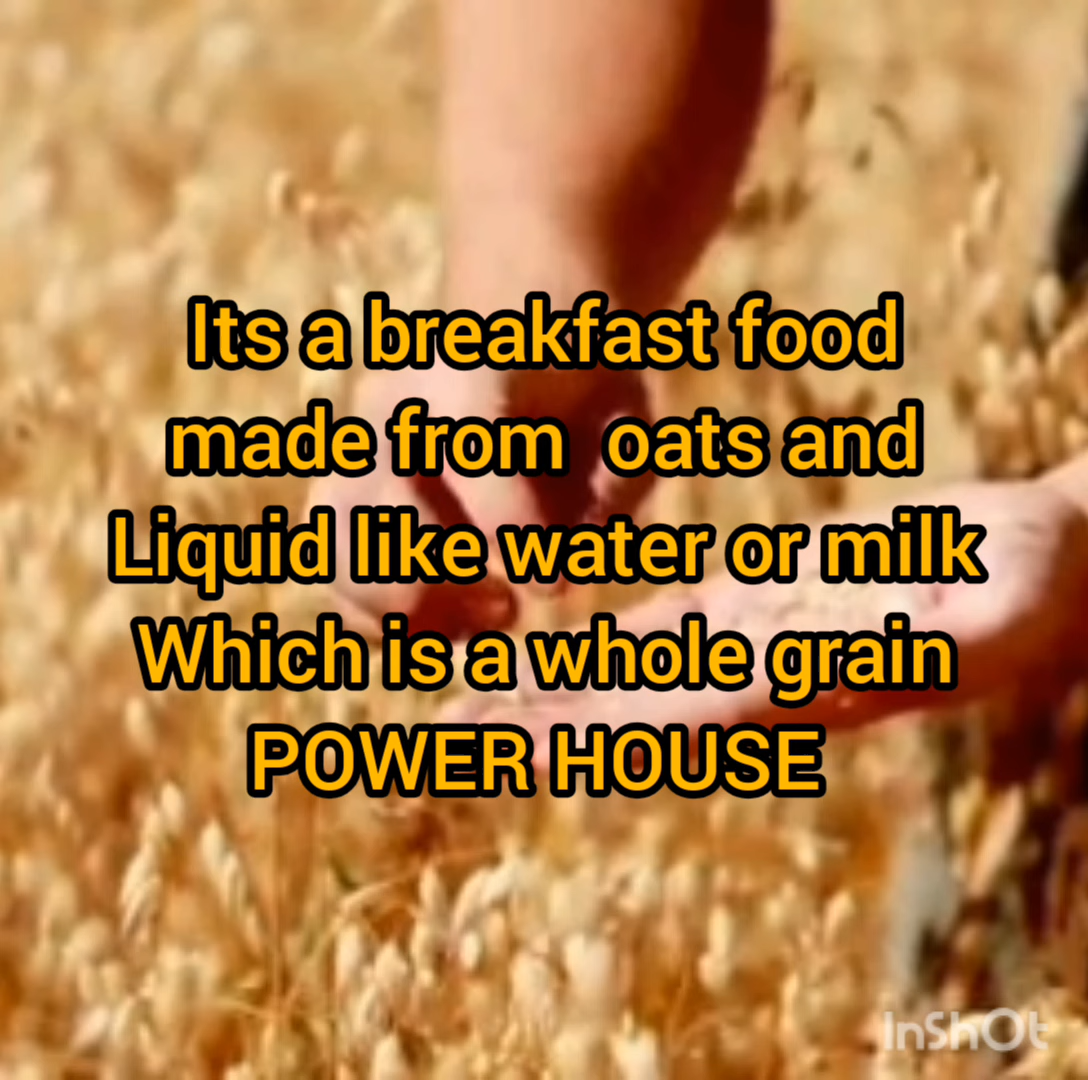 Its a breakfast food
made from oats and
Liquid like water or milk
Which is a whole grain
POWER HOUSE
InShOt